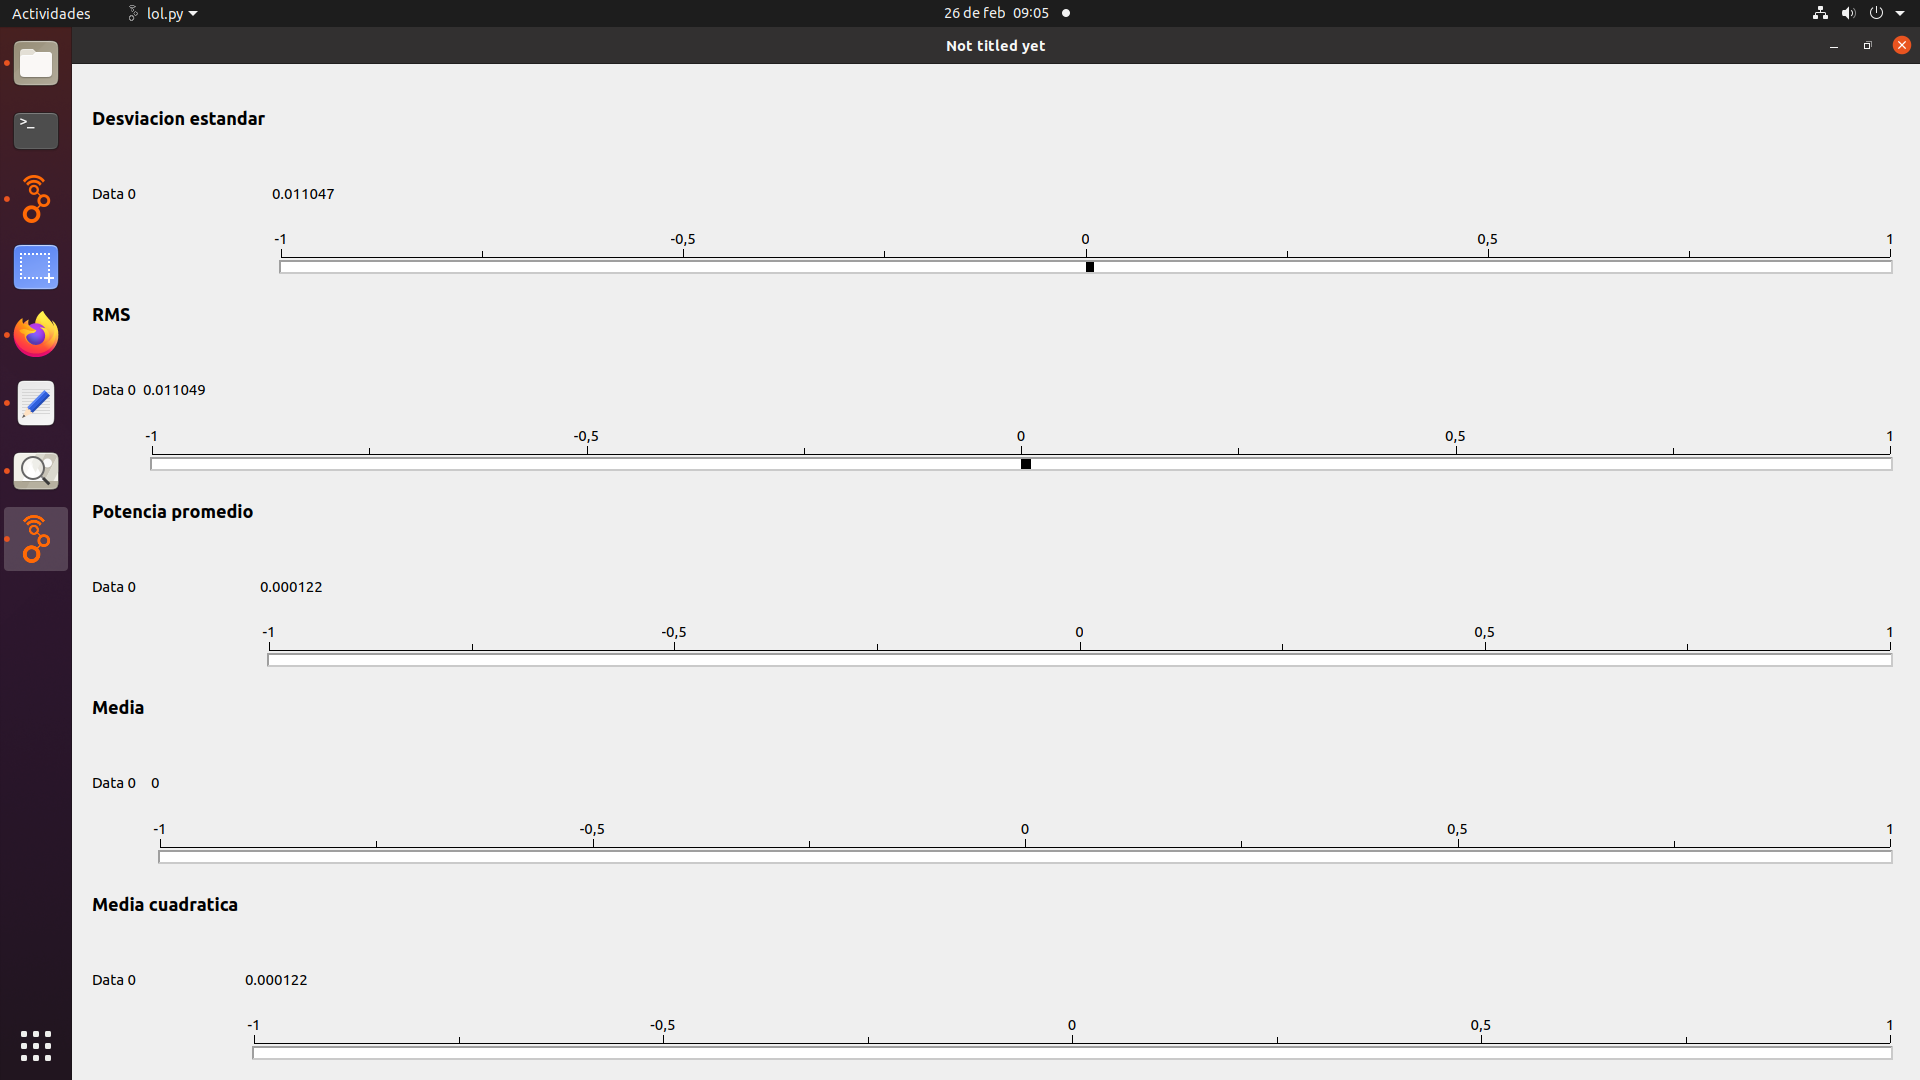 Actividades lol.py 26 de feb 09:05
Not titled yet
Desviacion estandar
Data 0 0.011047
-1 -0,5 0 0,5 1
RMS
Data 0 0.011049
-1 -0,5 0 0,5 1
Potencia promedio
Data 0 0.000122
-1 -0,5 0 0,5 1
Media
Data 0 0
-1 -0,5 0 0,5 1
Media cuadratica
Data 0 0.000122
-1 -0,5 0 0,5 1